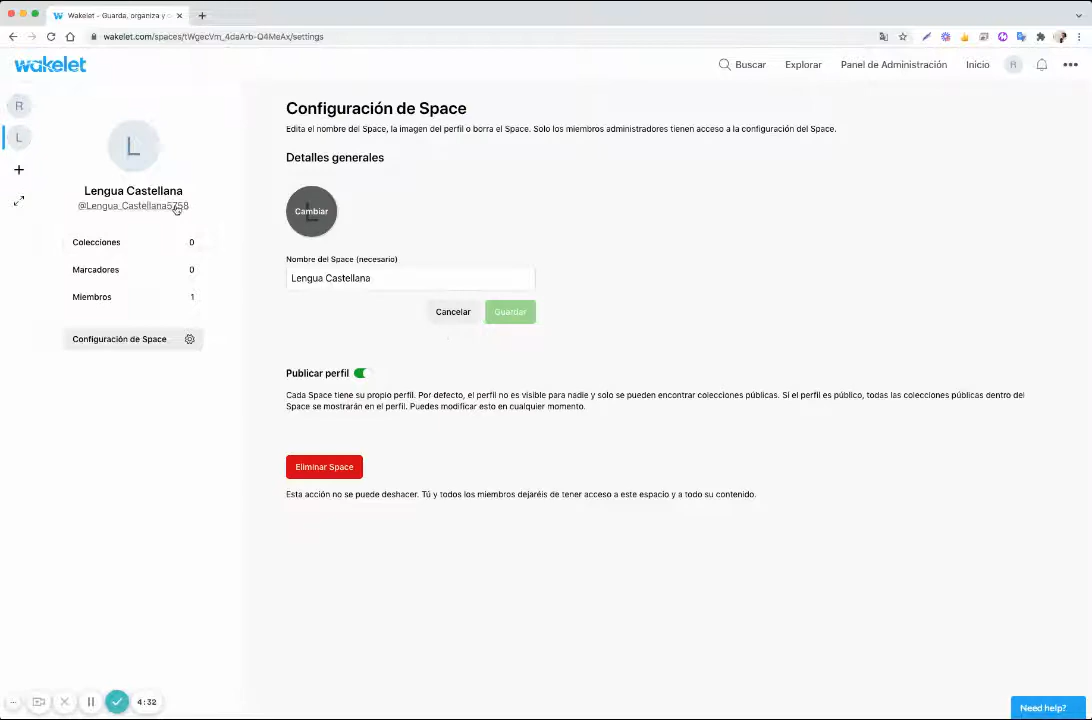 Wakelet - Guarda, organiza y c
wakelet.com/spaces/tWgecVm_4daArb-Q4MeAx/settings
wakelet
Buscar
Explorar
Panel de Administración
Inicio
R
R
L
L
Lengua Castellana
@Lengua_Castellana5758
Colecciones 0
Marcadores 0
Miembros 1
Configuración de Space
Configuración de Space
Edita el nombre del Space, la imagen del perfil o borra el Space. Solo los miembros administradores tienen acceso a la configuración del Space.
Detalles generales
Cambiar
Nombre del Space (necesario)
Lengua Castellana
Cancelar
Guardar
Publicar perfil
Cada Space tiene su propio perfil. Por defecto, el perfil no es visible para nadie y solo se pueden encontrar colecciones públicas. Si el perfil es público, todas las colecciones públicas dentro del
Space se mostrarán en el perfil. Puedes modificar esto en cualquier momento.
Eliminar Space
Esta acción no se puede deshacer. Tú y todos los miembros dejaréis de tener acceso a este espacio y a todo su contenido.
4:32
Need help?